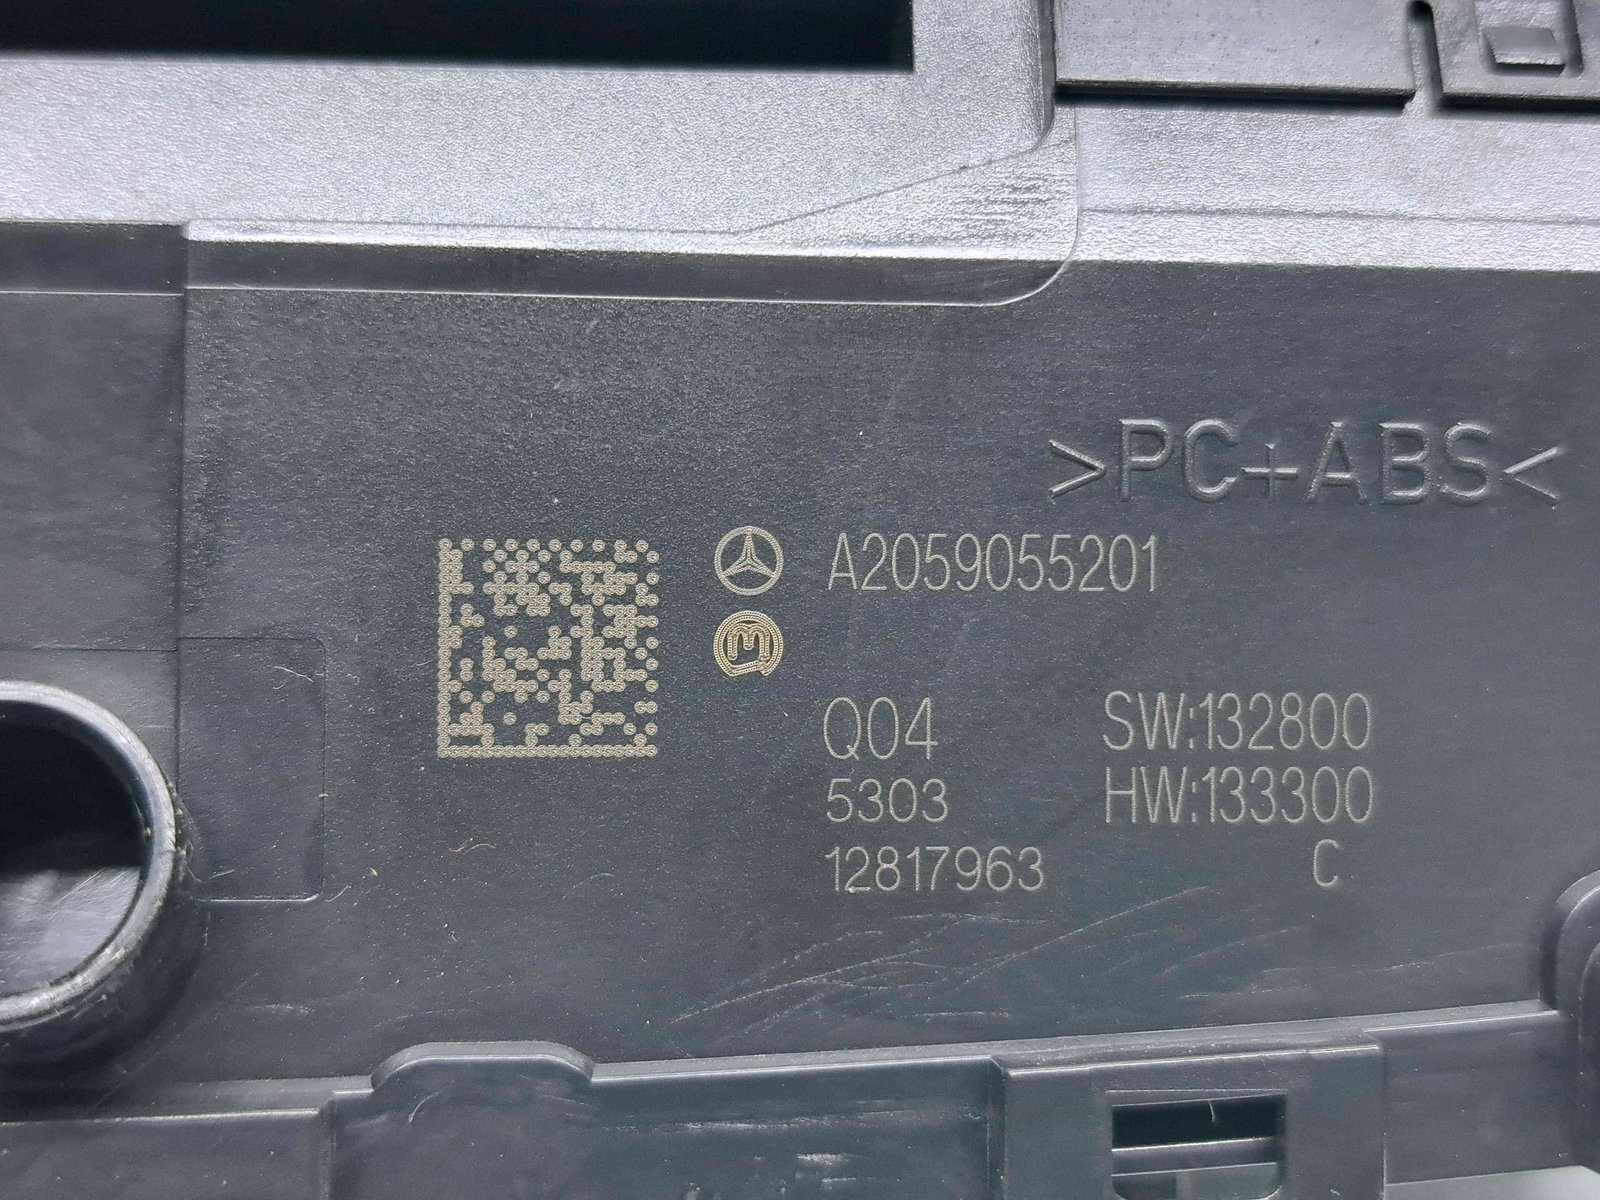 >PC+ABS<
A2059055201
Q04 SW:132800
5303 HW:133300
12817963 C